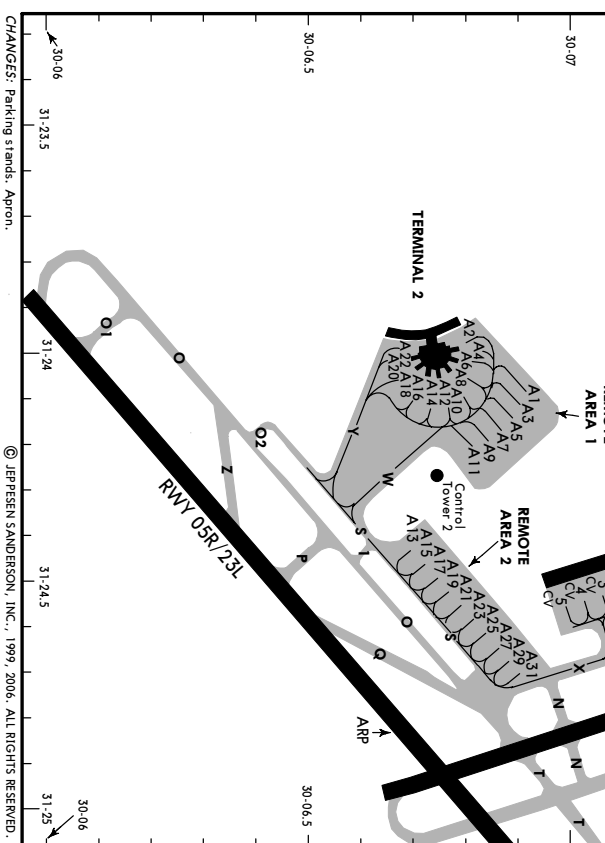 30-06
30-06.5
30-07
CHANGES: Parking stands. Apron.
31-23.5
TERMINAL 2
A2
A4
A6
A8
A10
A12
A14
A16
A18
A20
A22
A1
A3
A5
A7
A9
A11
AREA 1
O1
31-24
O
O2
Y
W
Z
Control
Tower 2
REMOTE
AREA 2
RWY 05R/23L
S 1
P
A13
A15
A17
A19
A21
A23
A25
A27
A29
A31
CV
4
CV
5
CV
31-24.5
O
S
Q
X
N
N
ARP
T
T
31-25
30-06
30-06.5
© JEPPESEN SANDERSON, INC., 1999, 2006. ALL RIGHTS RESERVED.